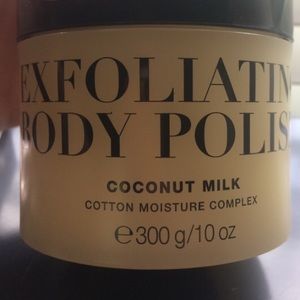 EXFOLIATIN
BODY POLIS
COCONUT MILK
COTTON MOISTURE COMPLEX
℮300 g/10 oz